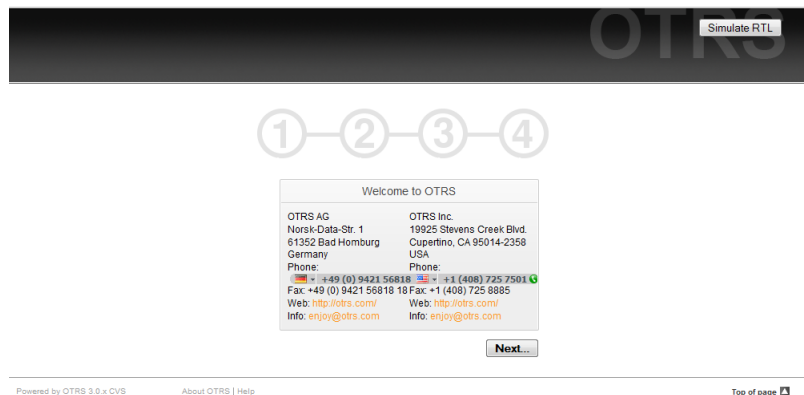 OTRS
Simulate RTL
1 2 3 4
Welcome to OTRS
OTRS AG
Norsk-Data-Str. 1
61352 Bad Homburg
Germany
Phone:
+49 (0) 9421 56818
Fax: +49 (0) 9421 56818 18
Web: http://otrs.com/
Info: enjoy@otrs.com
OTRS Inc.
19925 Stevens Creek Blvd.
Cupertino, CA 95014-2358
USA
Phone:
+1 (408) 725 7501
Fax: +1 (408) 725 8885
Web: http://otrs.com/
Info: enjoy@otrs.com
Next...
Powered by OTRS 3.0.x CVS
About OTRS | Help
Top of page